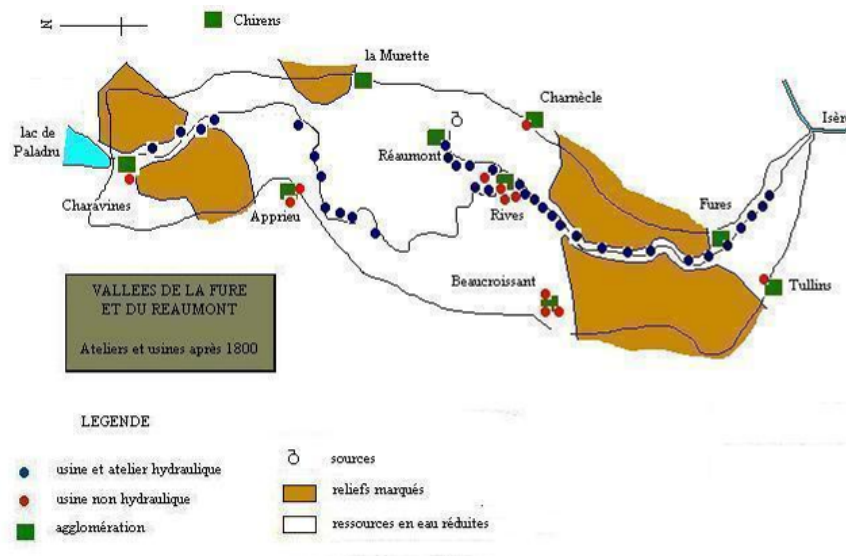 N
Chirens
la Murette
Charnècle
lac de
Paladru
Réaumont
Isère
Charavines
Apprieu
Rives
Fures
Beaucroissant
Tullins
VALLEES DE LA FURE
ET DU REAUMONT
Ateliers et usines après 1800
LEGENDE
usine et atelier hydraulique
usine non hydraulique
agglomération
sources
reliefs marqués
ressources en eau réduites